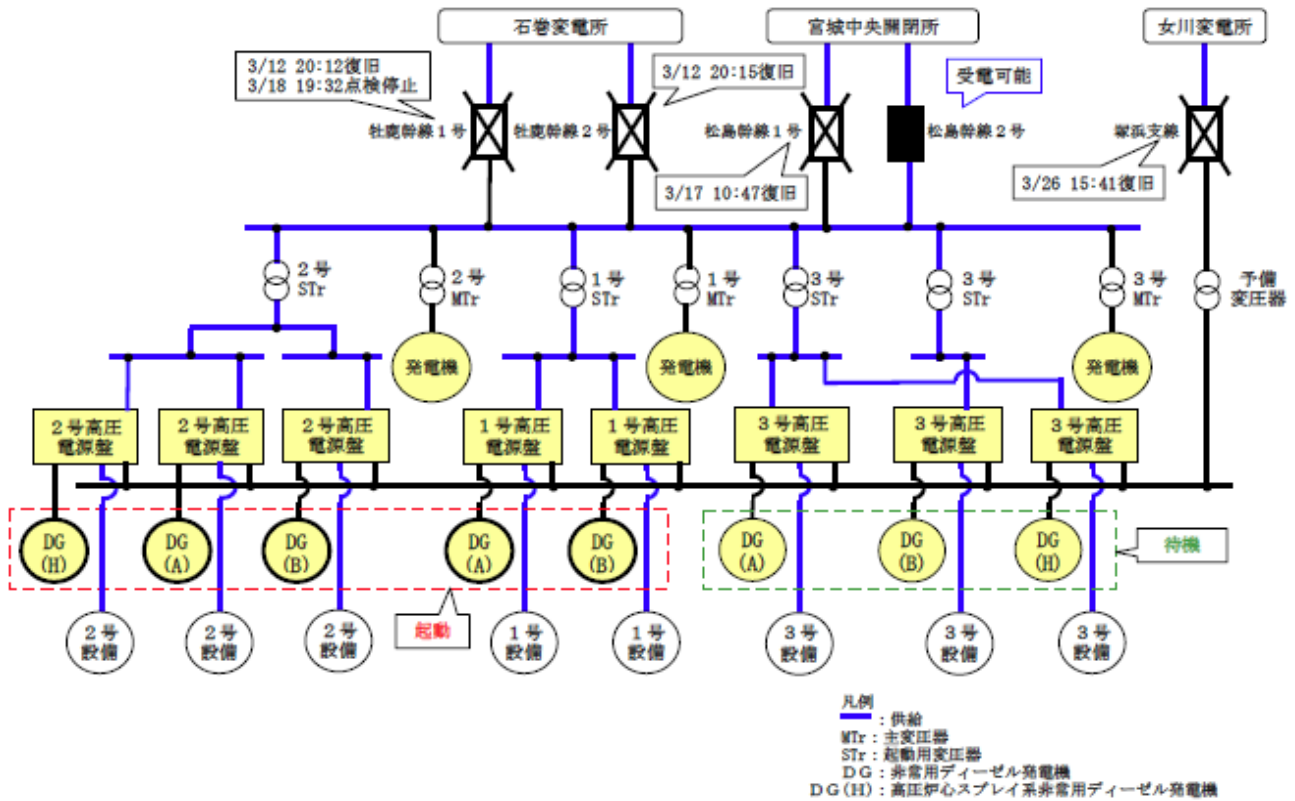 石巻変電所
宮城中央開閉所
女川変電所
3/12 20:12復旧
3/18 19:32点検停止
3/12 20:15復旧
受電可能
牡鹿幹線1号
牡鹿幹線2号
松島幹線1号
松島幹線2号
塚浜支線
3/17 10:47復旧
3/26 15:41復旧
2号
STr
2号
MTr
1号
STr
1号
MTr
3号
STr
3号
STr
3号
MTr
予備
変圧器
発電機
発電機
発電機
2号高圧
電源盤
2号高圧
電源盤
2号高圧
電源盤
1号高圧
電源盤
1号高圧
電源盤
3号高圧
電源盤
3号高圧
電源盤
3号高圧
電源盤
DG
(H)
DG
(A)
DG
(B)
DG
(A)
DG
(B)
DG
(A)
DG
(B)
DG
(H)
待機
起動
2号
設備
2号
設備
2号
設備
1号
設備
1号
設備
3号
設備
3号
設備
3号
設備
凡例
:供給
MTr:主変圧器
STr:起動用変圧器
DG:非常用ディーゼル発電機
DG(H):高圧炉心スプレイ系非常用ディーゼル発電機